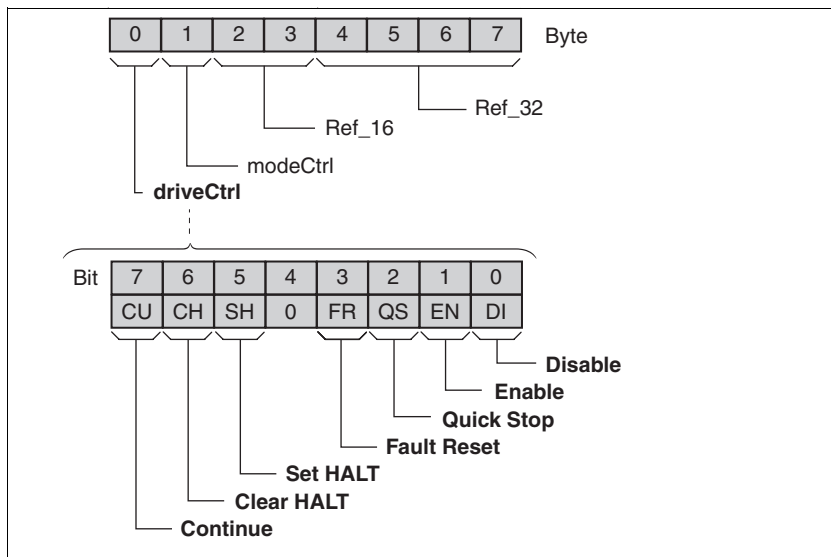 0 1 2 3 4 5 6 7 Byte
Ref_32
Ref_16
modeCtrl
driveCtrl
Bit 7 6 5 4 3 2 1 0
CU CH SH 0 FR QS EN DI
Disable
Enable
Quick Stop
Fault Reset
Set HALT
Clear HALT
Continue